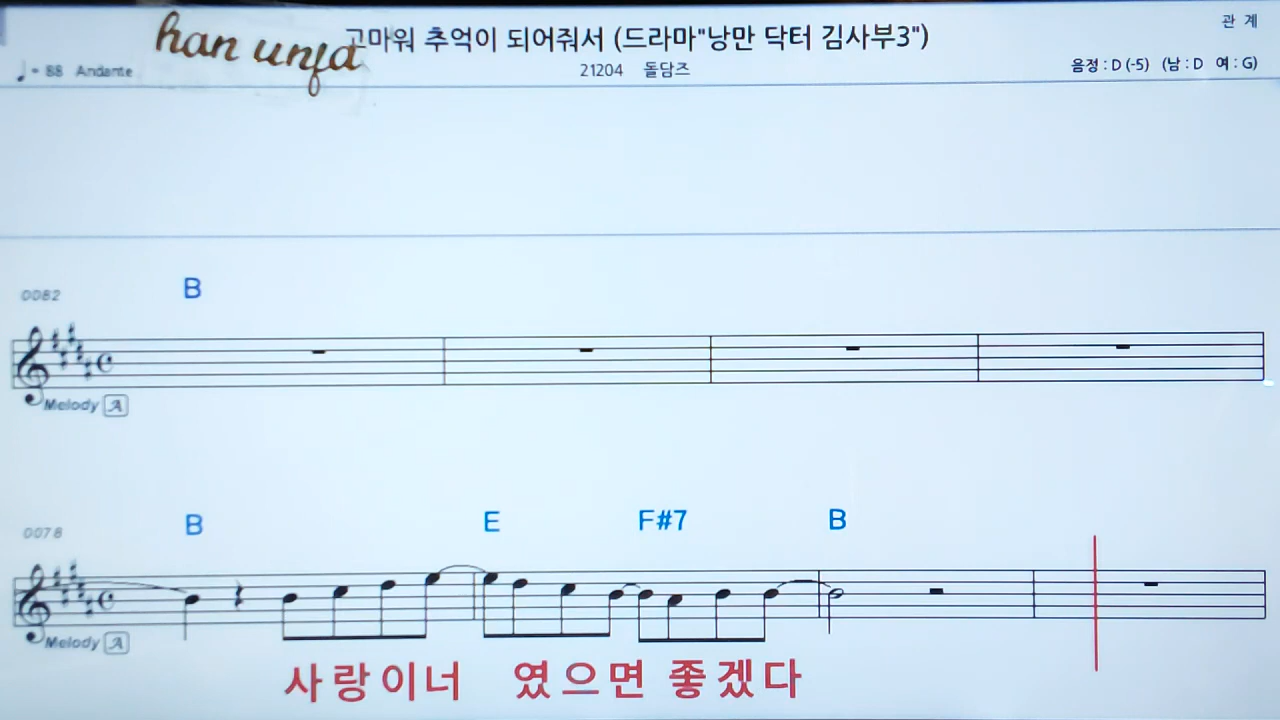 han unja
고마워 추억이 되어줘서 (드라마"낭만 닥터 김사부3")
관 계
♩= 88 Andante
21204 돌담즈
음정 : D (-5) (남 : D 여 : G)
0082
B
Melody A
0078
B E F#7 B
Melody A
사랑이너 였으면 좋겠다